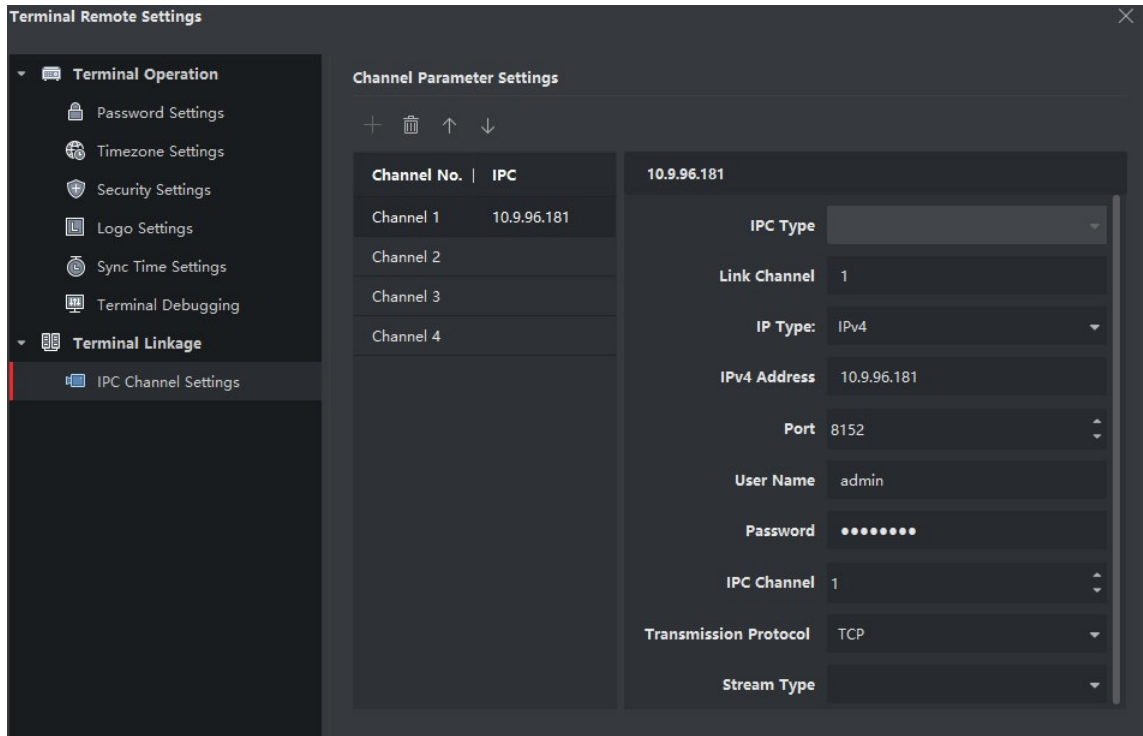 Terminal Remote Settings
Terminal Operation
Password Settings
Timezone Settings
Security Settings
Logo Settings
Sync Time Settings
Terminal Debugging
Terminal Linkage
IPC Channel Settings
Channel Parameter Settings
Channel No. | IPC
Channel 1 10.9.96.181
Channel 2
Channel 3
Channel 4
10.9.96.181
IPC Type
Link Channel 1
IP Type: IPv4
IPv4 Address 10.9.96.181
Port 8152
User Name admin
Password ••••••••
IPC Channel 1
Transmission Protocol TCP
Stream Type